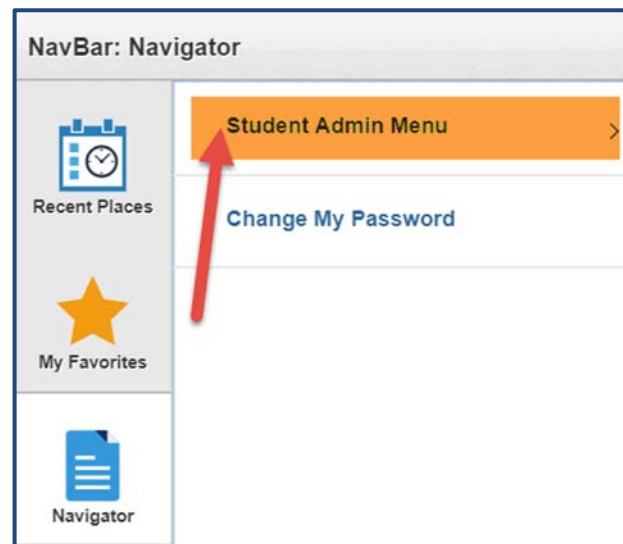 NavBar: Navigator
Recent Places
My Favorites
Navigator
Student Admin Menu
Change My Password